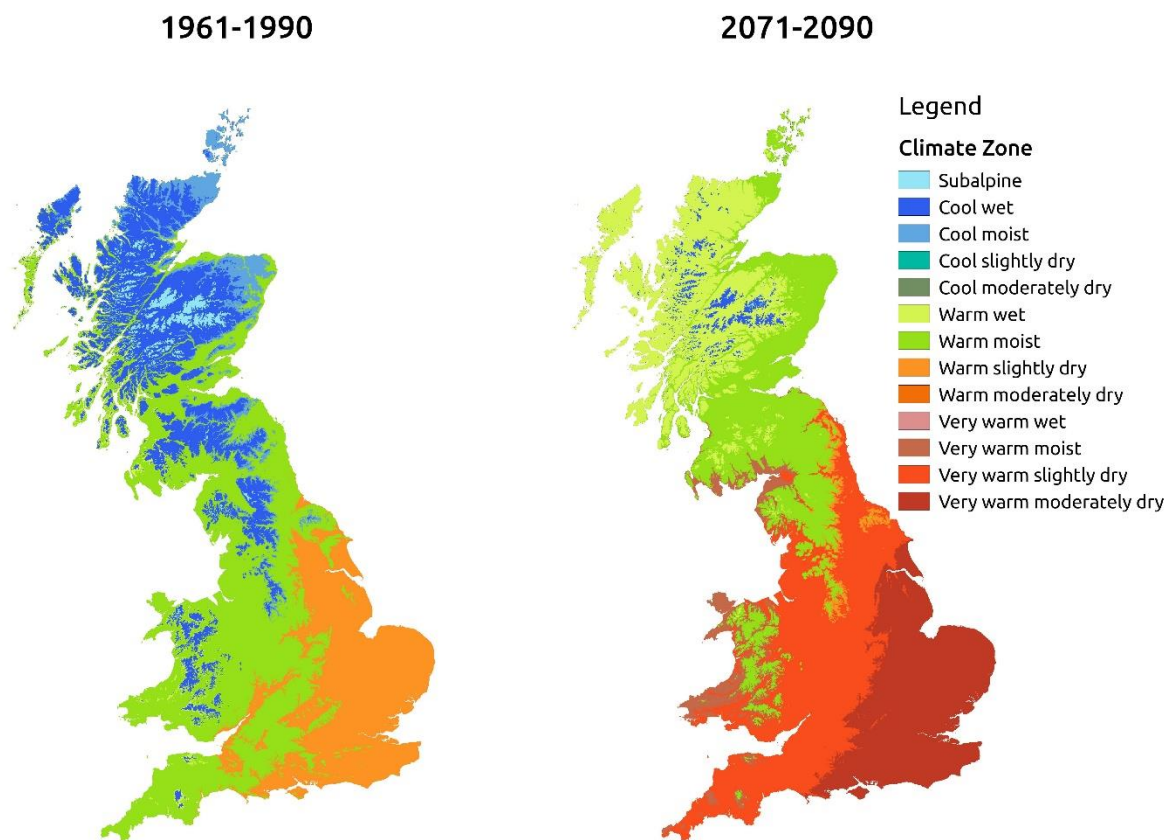 1961-1990
2071-2090
Legend
Climate Zone
Subalpine
Cool wet
Cool moist
Cool slightly dry
Cool moderately dry
Warm wet
Warm moist
Warm slightly dry
Warm moderately dry
Very warm wet
Very warm moist
Very warm slightly dry
Very warm moderately dry